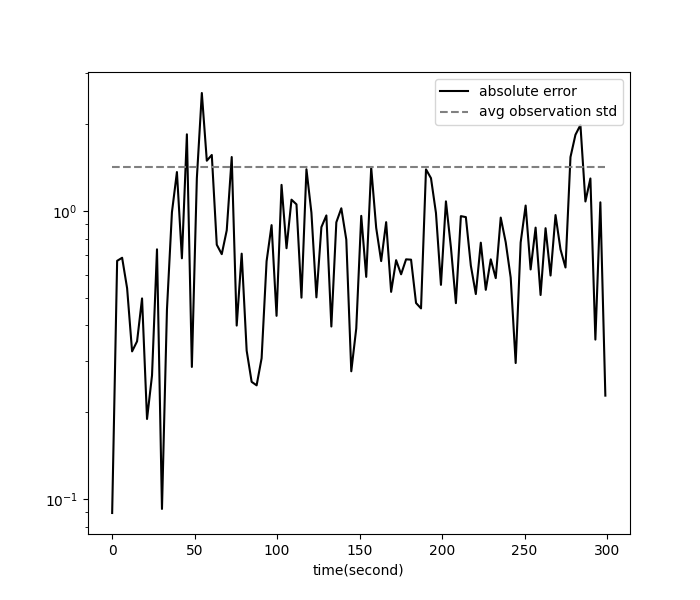 absolute error
avg observation std
10^0
10^-1
0 50 100 150 200 250 300
time(second)